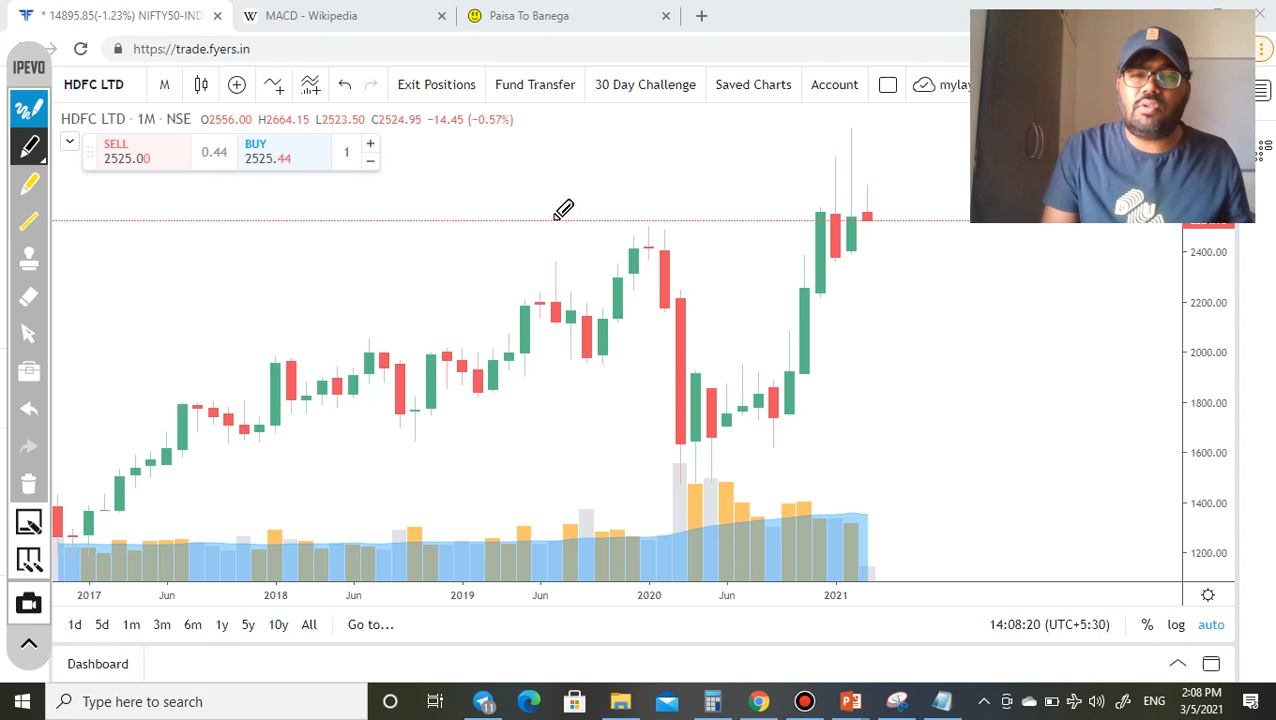 * 14895.85(-1.23%) NIFTY50-IND
MACD - Wikipedia
Paisa To Banega
https://trade.fyers.in
IPEVO
HDFC LTD
M
Exit Positions
Fund Transfer
30 Day Challenge
Saved Charts
Account
mylay
HDFC LTD · 1M · NSE O2556.00 H2664.15 L2523.50 C2524.95 −14.45 (−0.57%)
SELL
2525.00
0.44
BUY
2525.44
1
2400.00
2200.00
2000.00
1800.00
1600.00
1400.00
1200.00
2017 Jun 2018 Jun 2019 Jun 2020 Jun 2021
1d 5d 1m 3m 6m 1y 5y 10y All Go to...
14:08:20 (UTC+5:30) % log auto
Dashboard
Type here to search
11
ENG
2:08 PM
3/5/2021